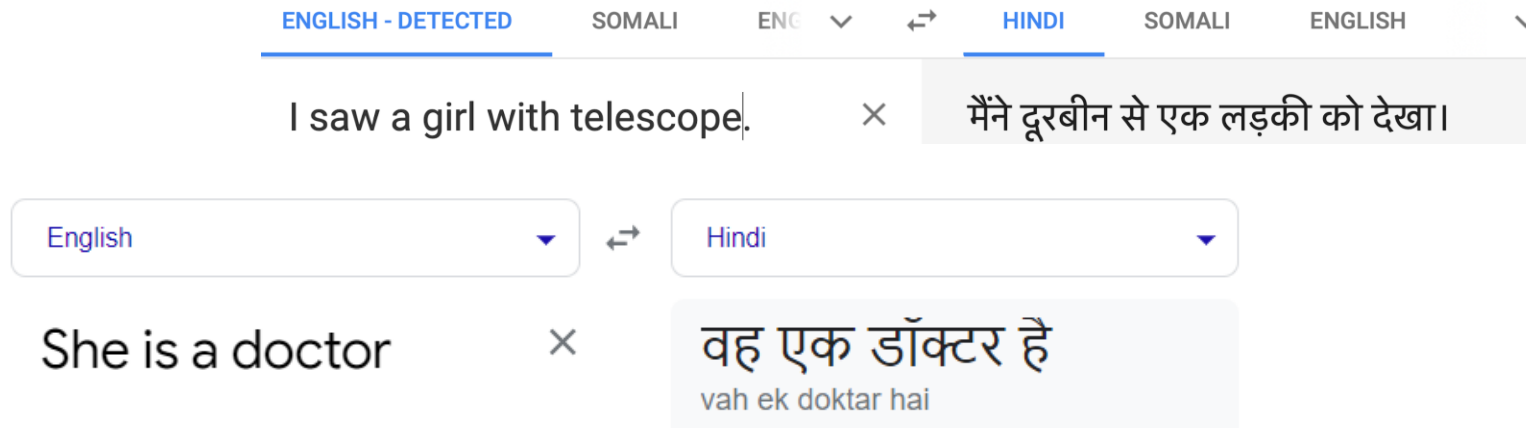 ENGLISH - DETECTED SOMALI ENG HINDI SOMALI ENGLISH
I saw a girl with telescope. मैंने दूरबीन से एक लड़की को देखा।
English Hindi
She is a doctor वह एक डॉक्टर है
vah ek doktar hai